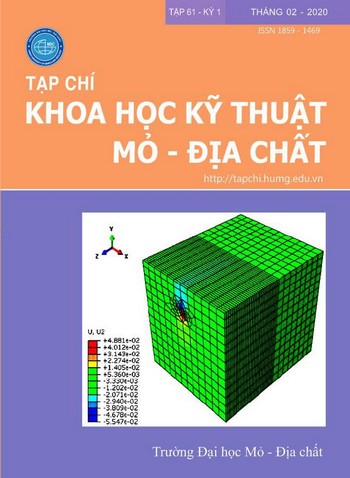 TẬP 61 - KỲ 1
THÁNG 02 - 2020
ISSN 1859 - 1469
TẠP CHÍ
KHOA HỌC KỸ THUẬT
MỎ - ĐỊA CHẤT
http://tapchi.humg.edu.vn
Y
Z
X
U, U2
+4.881e-02
+4.012e-02
+3.143e-02
+2.274e-02
+1.405e-02
+5.360e-03
-3.330e-03
-1.202e-02
-2.071e-02
-2.940e-02
-3.809e-02
-4.678e-02
-5.547e-02
Trường Đại học Mỏ - Địa chất